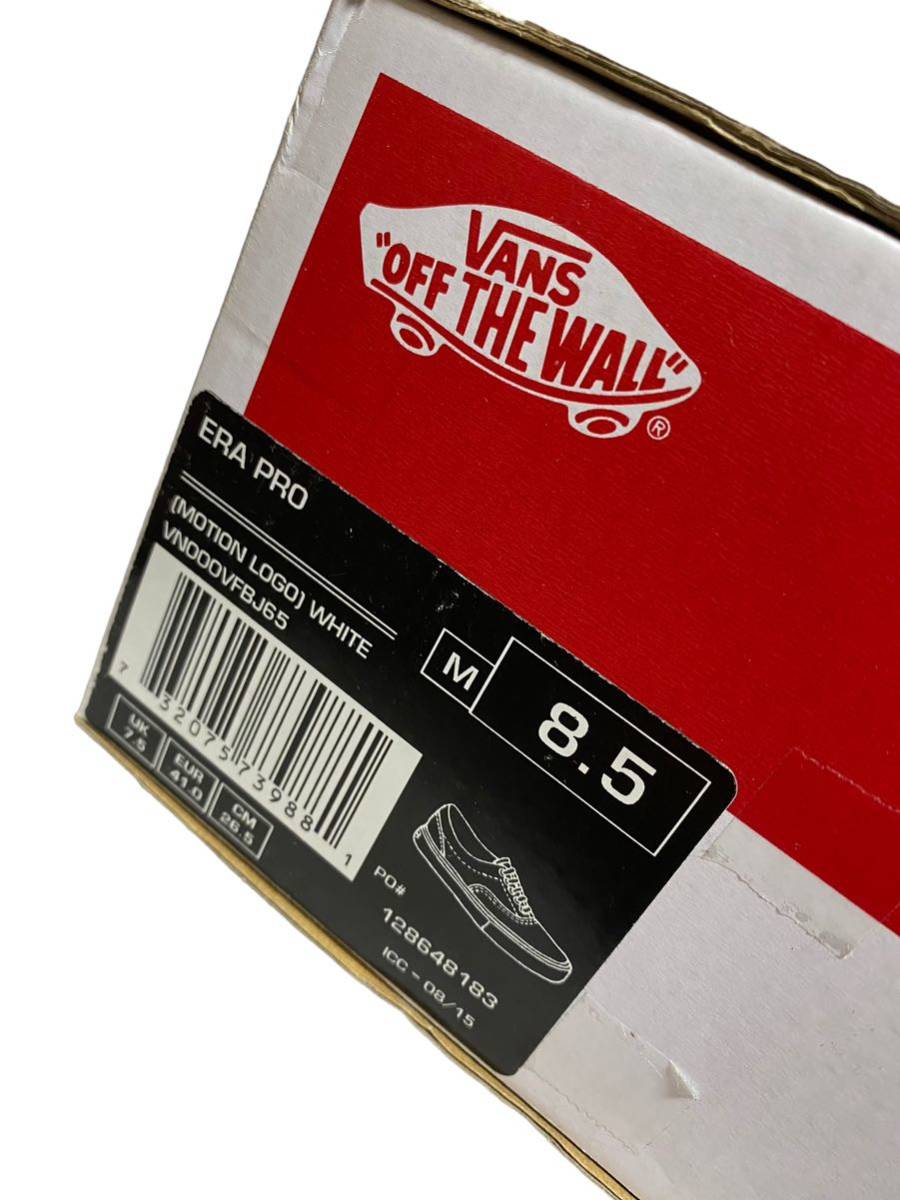 VANS
"OFF THE WALL"
®
ERA PRO
(MOTION LOGO) WHITE
VN000VFBJ65
M
8.5
7 32075 73988 1
UK
7.5
EUR
41.0
CM
26.5
PO#
128648183
ICC - 08/15